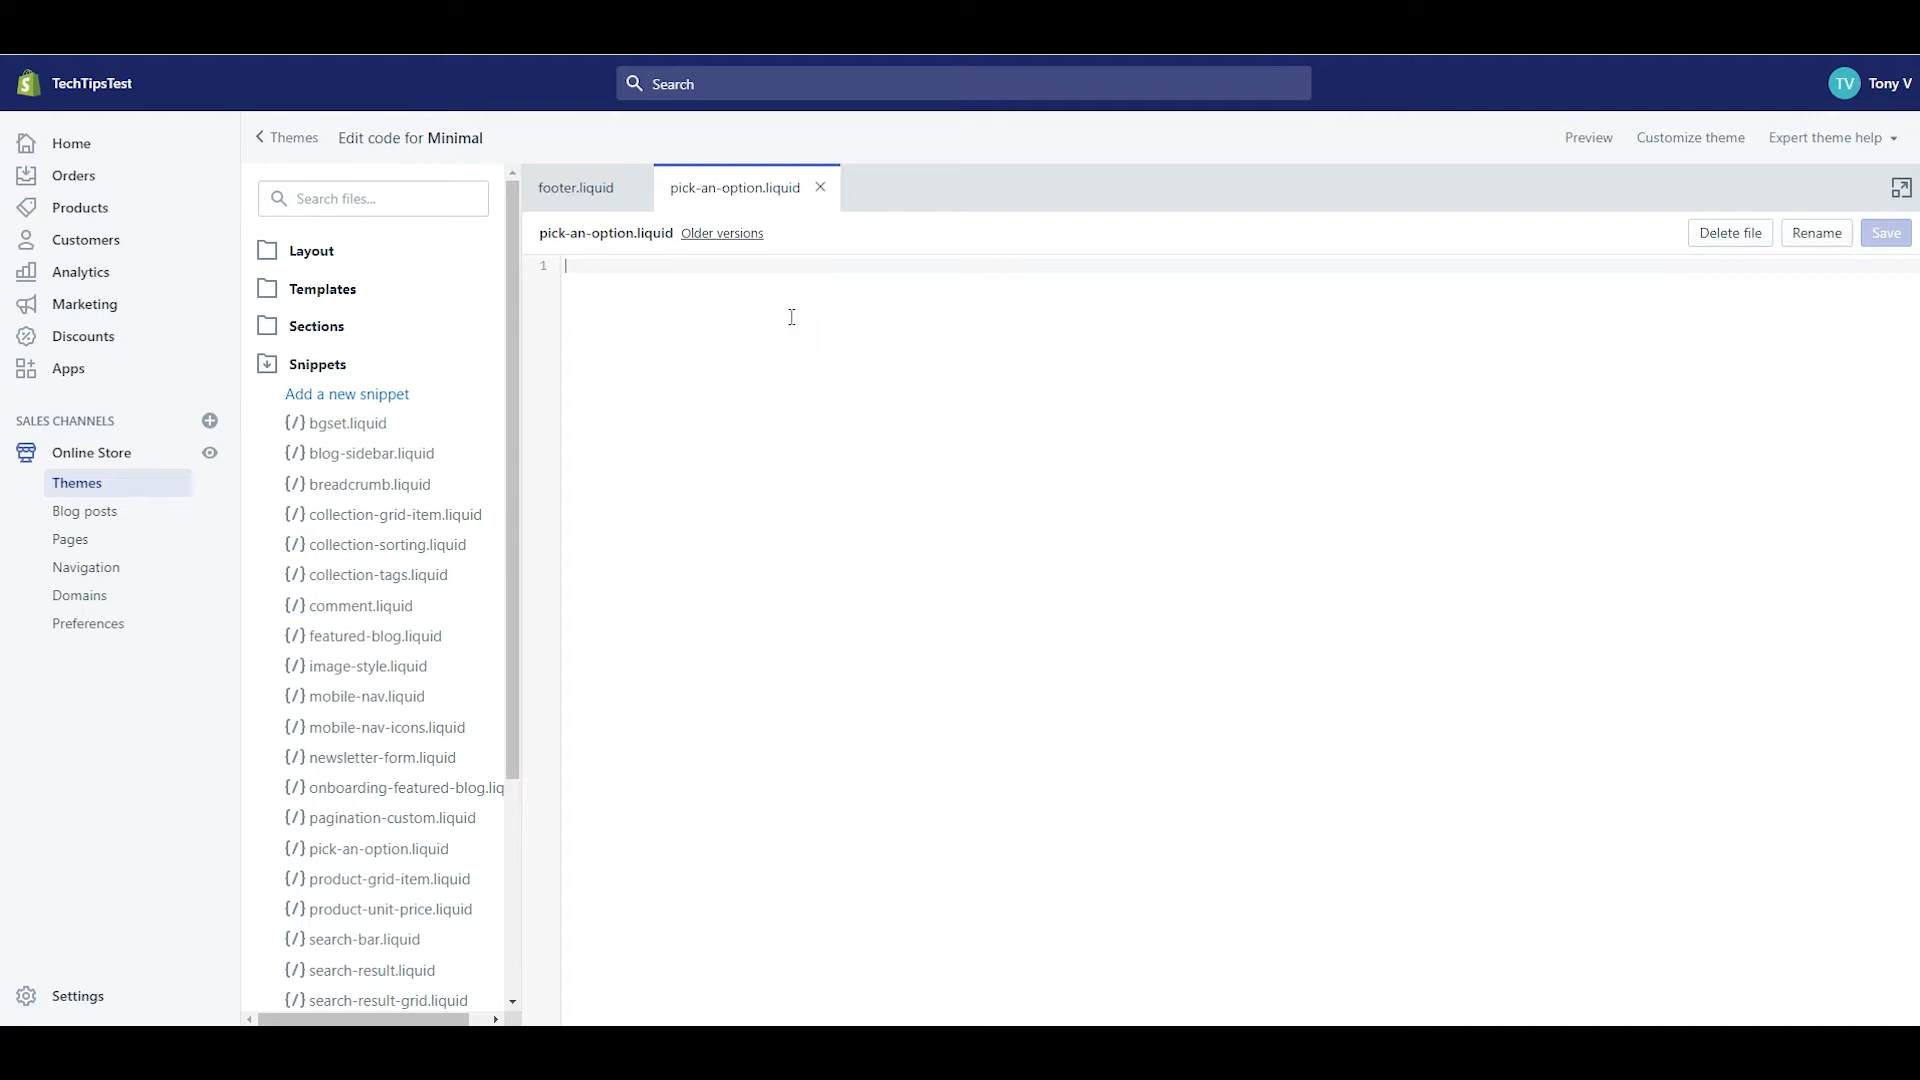 TechTipsTest
Search
TV Tony V
Home
Orders
Products
Customers
Analytics
Marketing
Discounts
Apps
SALES CHANNELS
Online Store
Themes
Blog posts
Pages
Navigation
Domains
Preferences
Settings
Themes Edit code for Minimal
Preview Customize theme Expert theme help
Search files...
Layout
Templates
Sections
Snippets
Add a new snippet
{/} bgset.liquid
{/} blog-sidebar.liquid
{/} breadcrumb.liquid
{/} collection-grid-item.liquid
{/} collection-sorting.liquid
{/} collection-tags.liquid
{/} comment.liquid
{/} featured-blog.liquid
{/} image-style.liquid
{/} mobile-nav.liquid
{/} mobile-nav-icons.liquid
{/} newsletter-form.liquid
{/} onboarding-featured-blog.liq
{/} pagination-custom.liquid
{/} pick-an-option.liquid
{/} product-grid-item.liquid
{/} product-unit-price.liquid
{/} search-bar.liquid
{/} search-result.liquid
{/} search-result-grid.liquid
footer.liquid pick-an-option.liquid
pick-an-option.liquid Older versions
Delete file Rename Save
1